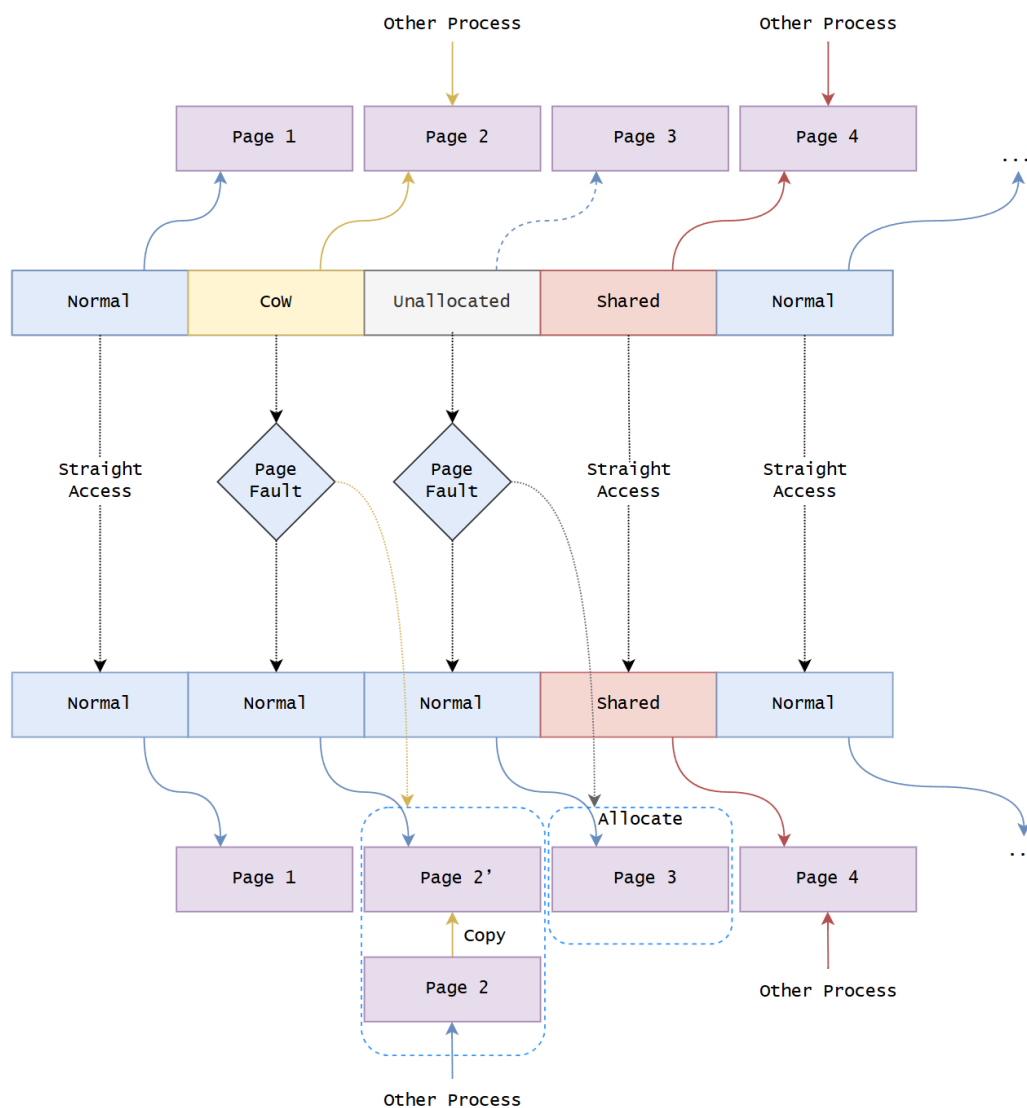 Other Process
Other Process
Page 1
Page 2
Page 3
Page 4
...
Normal
CoW
Unallocated
Shared
Normal
Straight
Access
Page
Fault
Page
Fault
Straight
Access
Straight
Access
Normal
Normal
Normal
Shared
Normal
Allocate
Page 1
Page 2’
Page 3
Page 4
...
Copy
Page 2
Other Process
Other Process